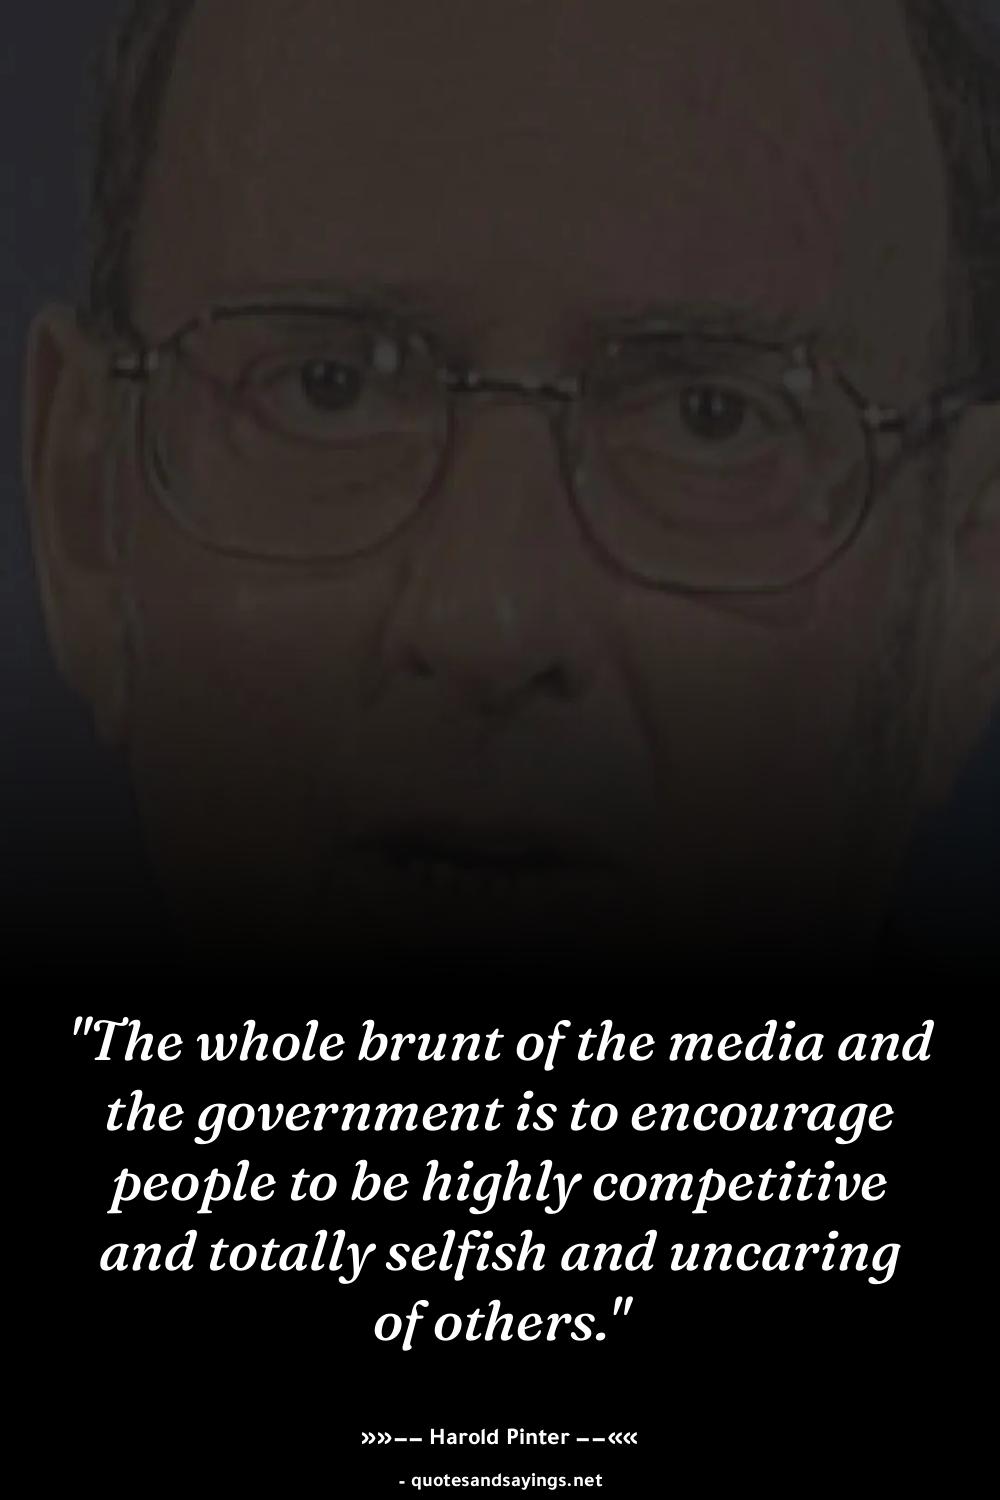 "The whole brunt of the media and
the government is to encourage
people to be highly competitive
and totally selfish and uncaring
of others."
»»–– Harold Pinter ––««
- quotesandsayings.net